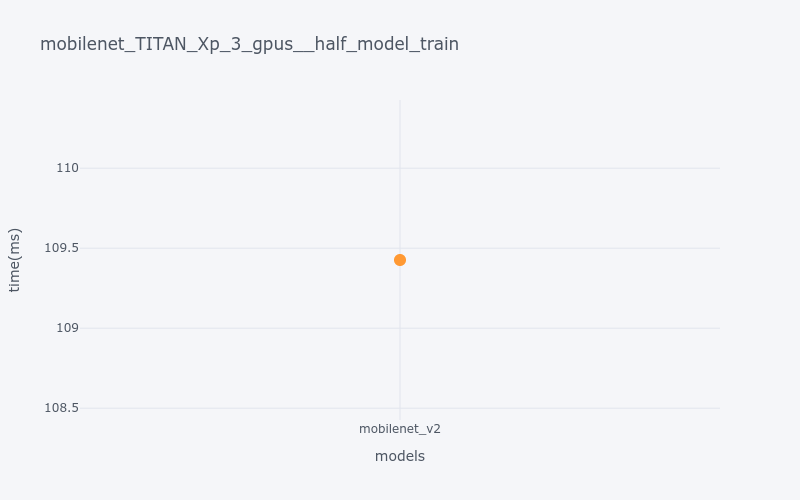 mobilenet_TITAN_Xp_3_gpus__half_model_train
110
109.5
109
108.5
time(ms)
mobilenet_v2
models